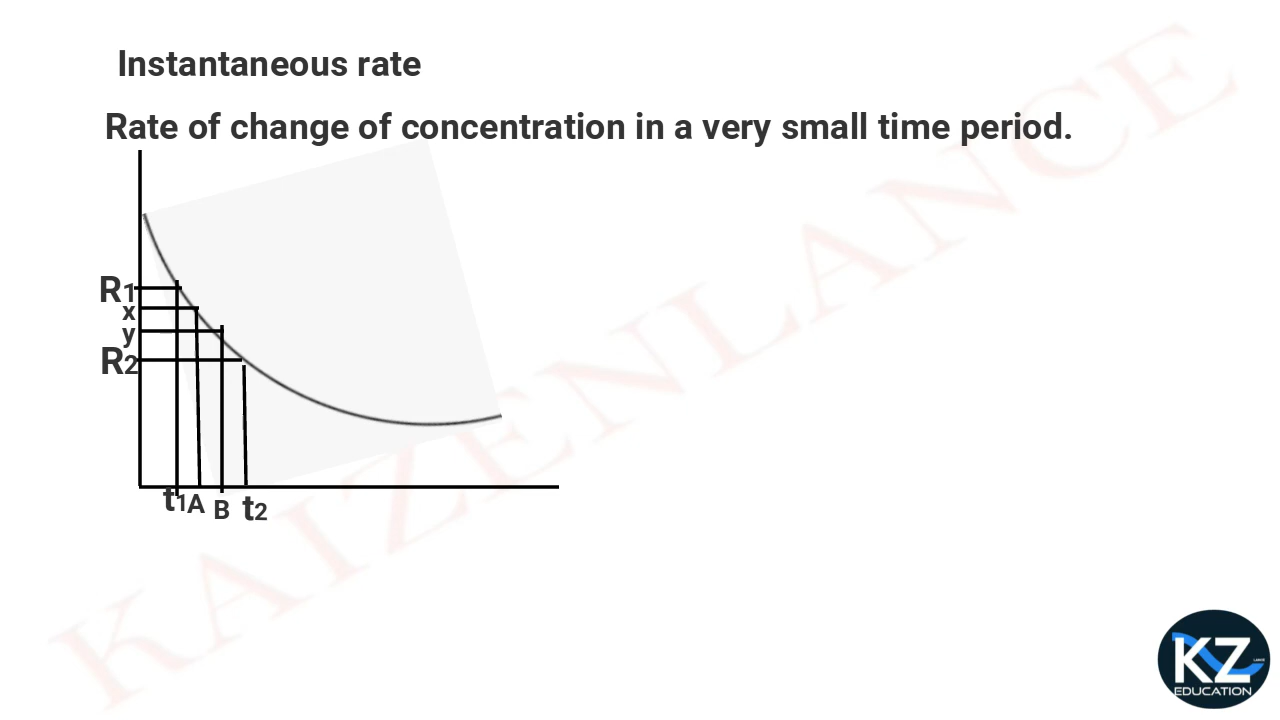 Instantaneous rate
Rate of change of concentration in a very small time period.
R1
x
y
R2
t1 A B t2
KAIZENLANCE
KZ
EDUCATION